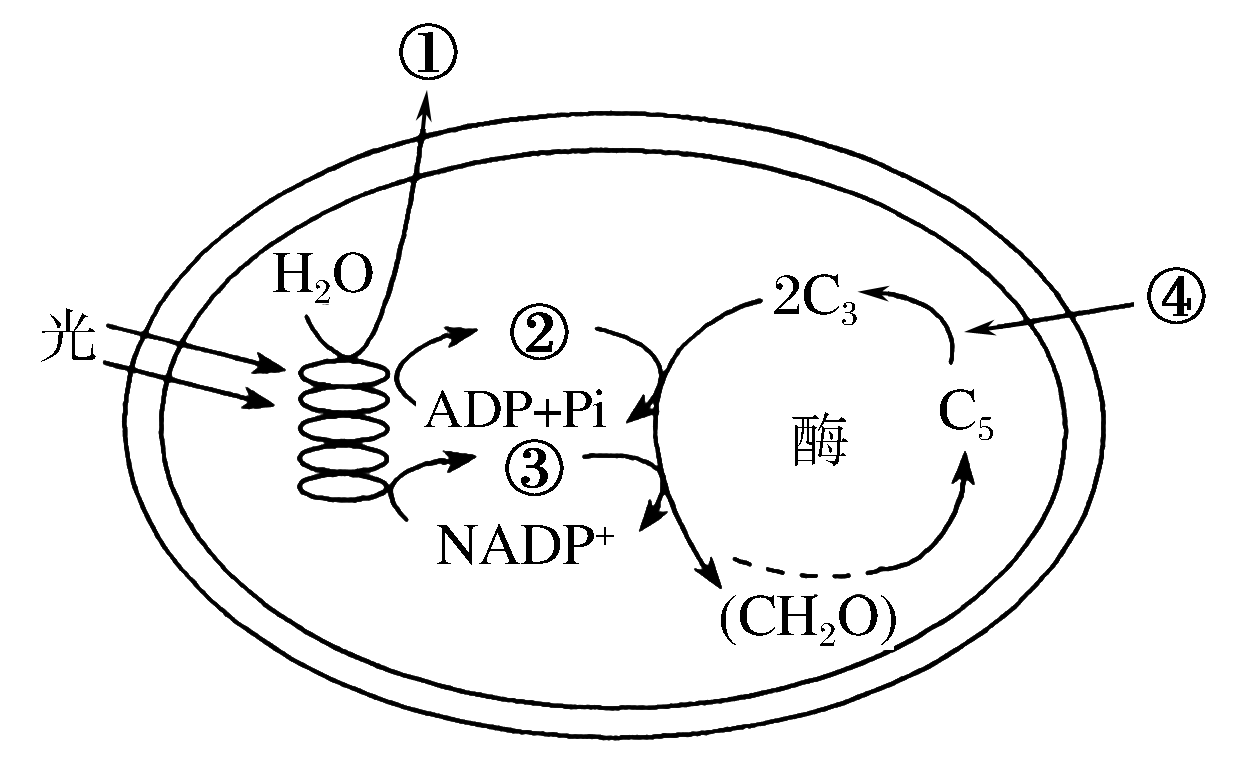 ①
H₂O
2C₃
④
光
②
ADP+Pi
C₅
酶
③
NADP⁺
(CH₂O)